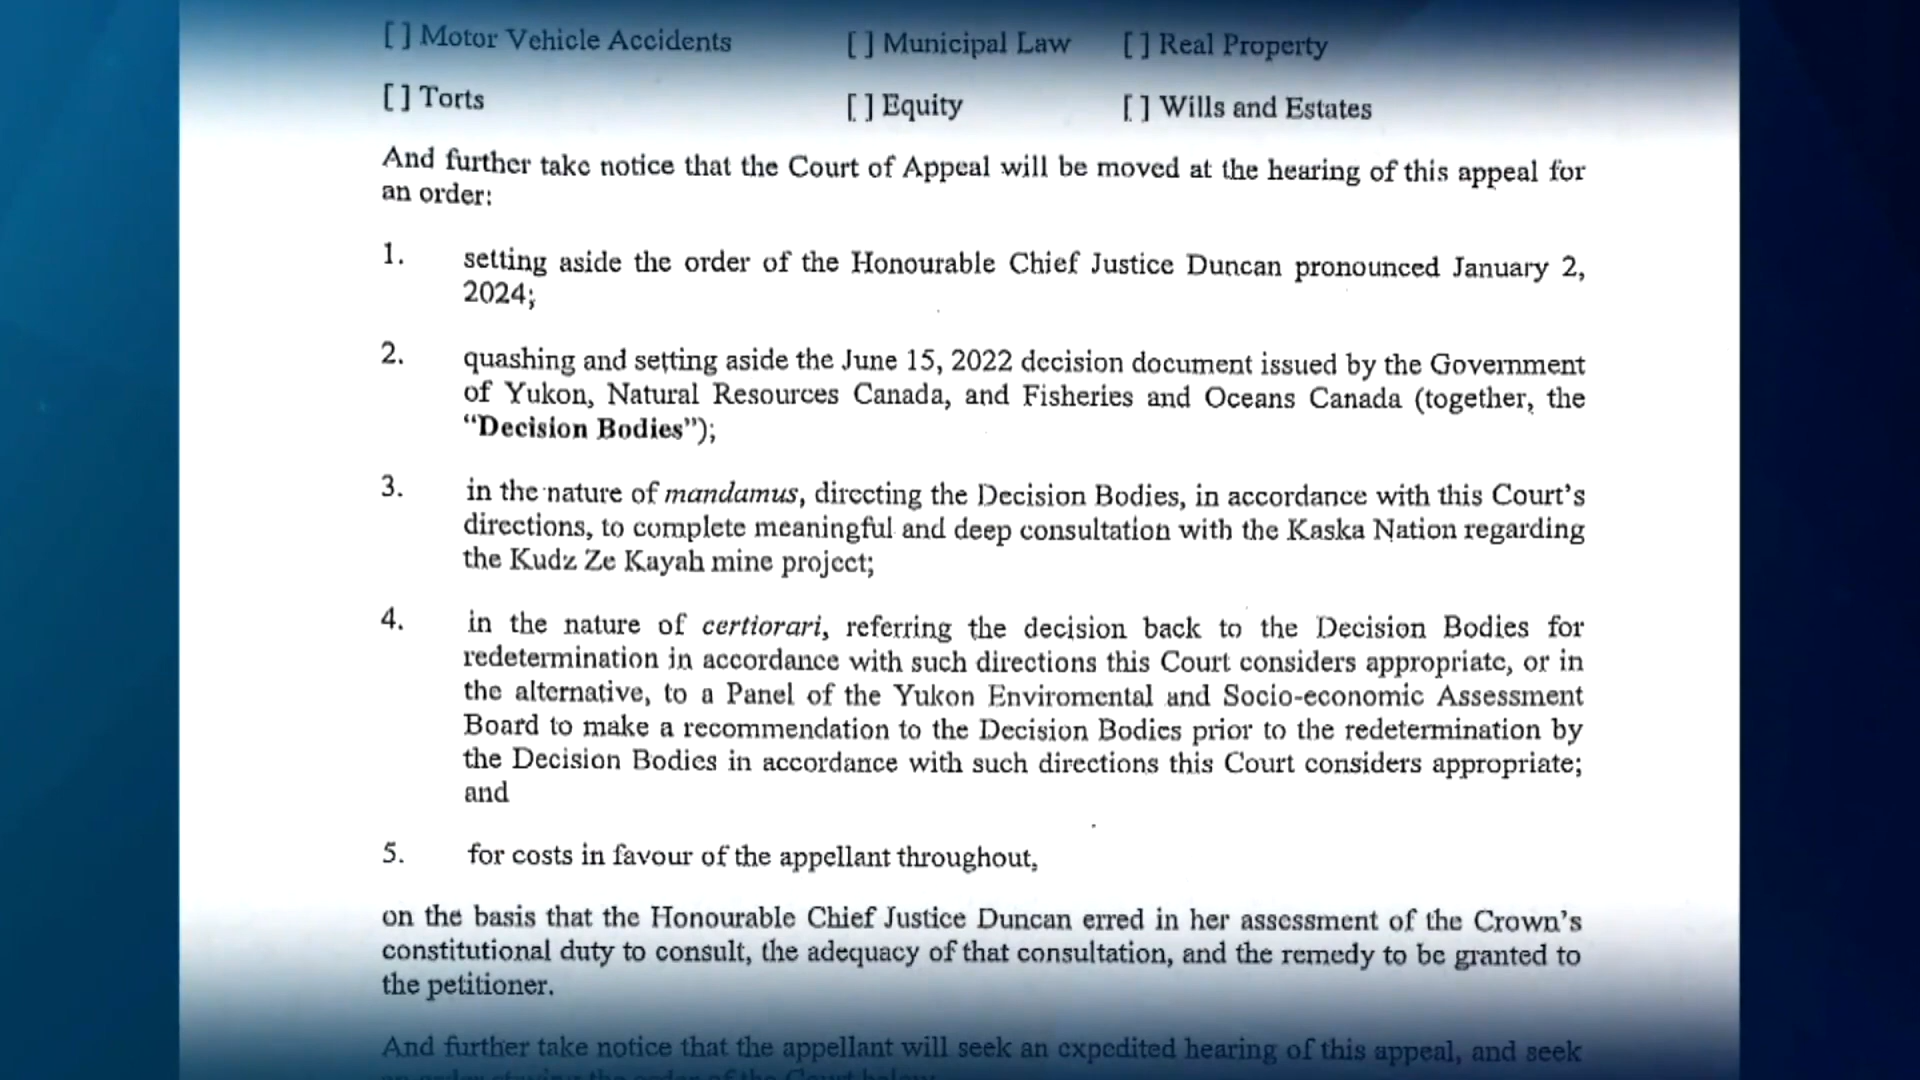 [ ] Motor Vehicle Accidents [ ] Municipal Law [ ] Real Property
[ ] Torts [ ] Equity [ ] Wills and Estates
And further take notice that the Court of Appeal will be moved at the hearing of this appeal for
an order:
1. setting aside the order of the Honourable Chief Justice Duncan pronounced January 2,
2024;
2. quashing and setting aside the June 15, 2022 decision document issued by the Government
of Yukon, Natural Resources Canada, and Fisheries and Oceans Canada (together, the
“Decision Bodies”);
3. in the nature of mandamus, directing the Decision Bodies, in accordance with this Court’s
directions, to complete meaningful and deep consultation with the Kaska Nation regarding
the Kudz Ze Kayah mine project;
4. in the nature of certiorari, referring the decision back to the Decision Bodies for
redetermination in accordance with such directions this Court considers appropriate, or in
the alternative, to a Panel of the Yukon Enviromental and Socio-economic Assessment
Board to make a recommendation to the Decision Bodies prior to the redetermination by
the Decision Bodies in accordance with such directions this Court considers appropriate;
and
5. for costs in favour of the appellant throughout,
on the basis that the Honourable Chief Justice Duncan erred in her assessment of the Crown’s
constitutional duty to consult, the adequacy of that consultation, and the remedy to be granted to
the petitioner.
And further take notice that the appellant will seek an expedited hearing of this appeal, and seek